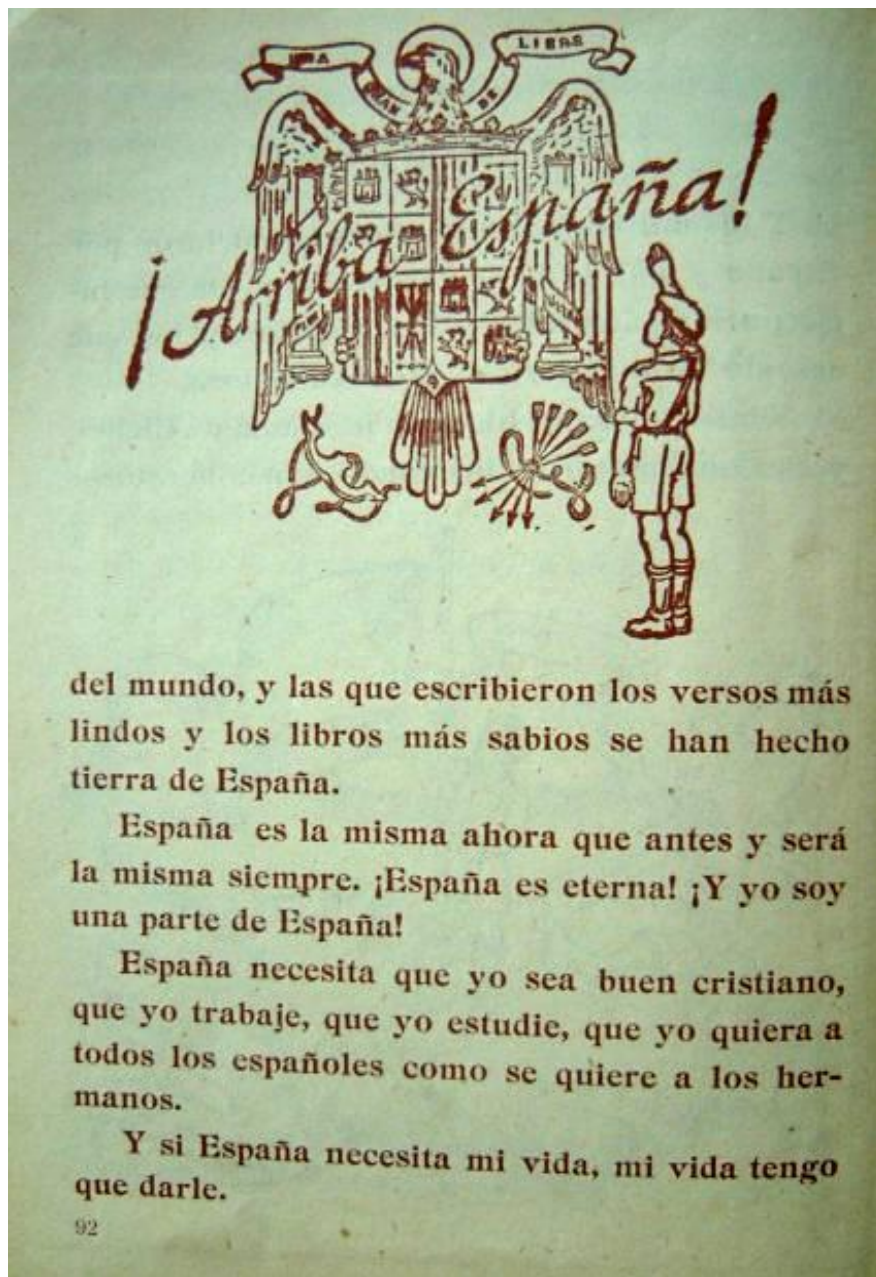 UNA
GRANDE
LIBRE
¡Arriba España!
del mundo, y las que escribieron los versos más
lindos y los libros más sabios se han hecho
tierra de España.
España es la misma ahora que antes y será
la misma siempre. ¡España es eterna! ¡Y yo soy
una parte de España!
España necesita que yo sea buen cristiano,
que yo trabaje, que yo estudie, que yo quiera a
todos los españoles como se quiere a los her-
manos.
Y si España necesita mi vida, mi vida tengo
que darle.
92